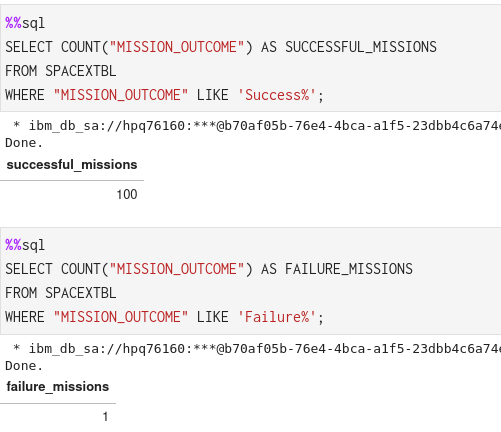 %%sql
SELECT COUNT("MISSION_OUTCOME") AS SUCCESSFUL_MISSIONS
FROM SPACEXTBL
WHERE "MISSION_OUTCOME" LIKE 'Success%';
* ibm_db_sa://hpq76160:***@b70af05b-76e4-4bca-a1f5-23dbb4c6a74e
Done.
successful_missions
100
%%sql
SELECT COUNT("MISSION_OUTCOME") AS FAILURE_MISSIONS
FROM SPACEXTBL
WHERE "MISSION_OUTCOME" LIKE 'Failure%';
* ibm_db_sa://hpq76160:***@b70af05b-76e4-4bca-a1f5-23dbb4c6a74e
Done.
failure_missions
1